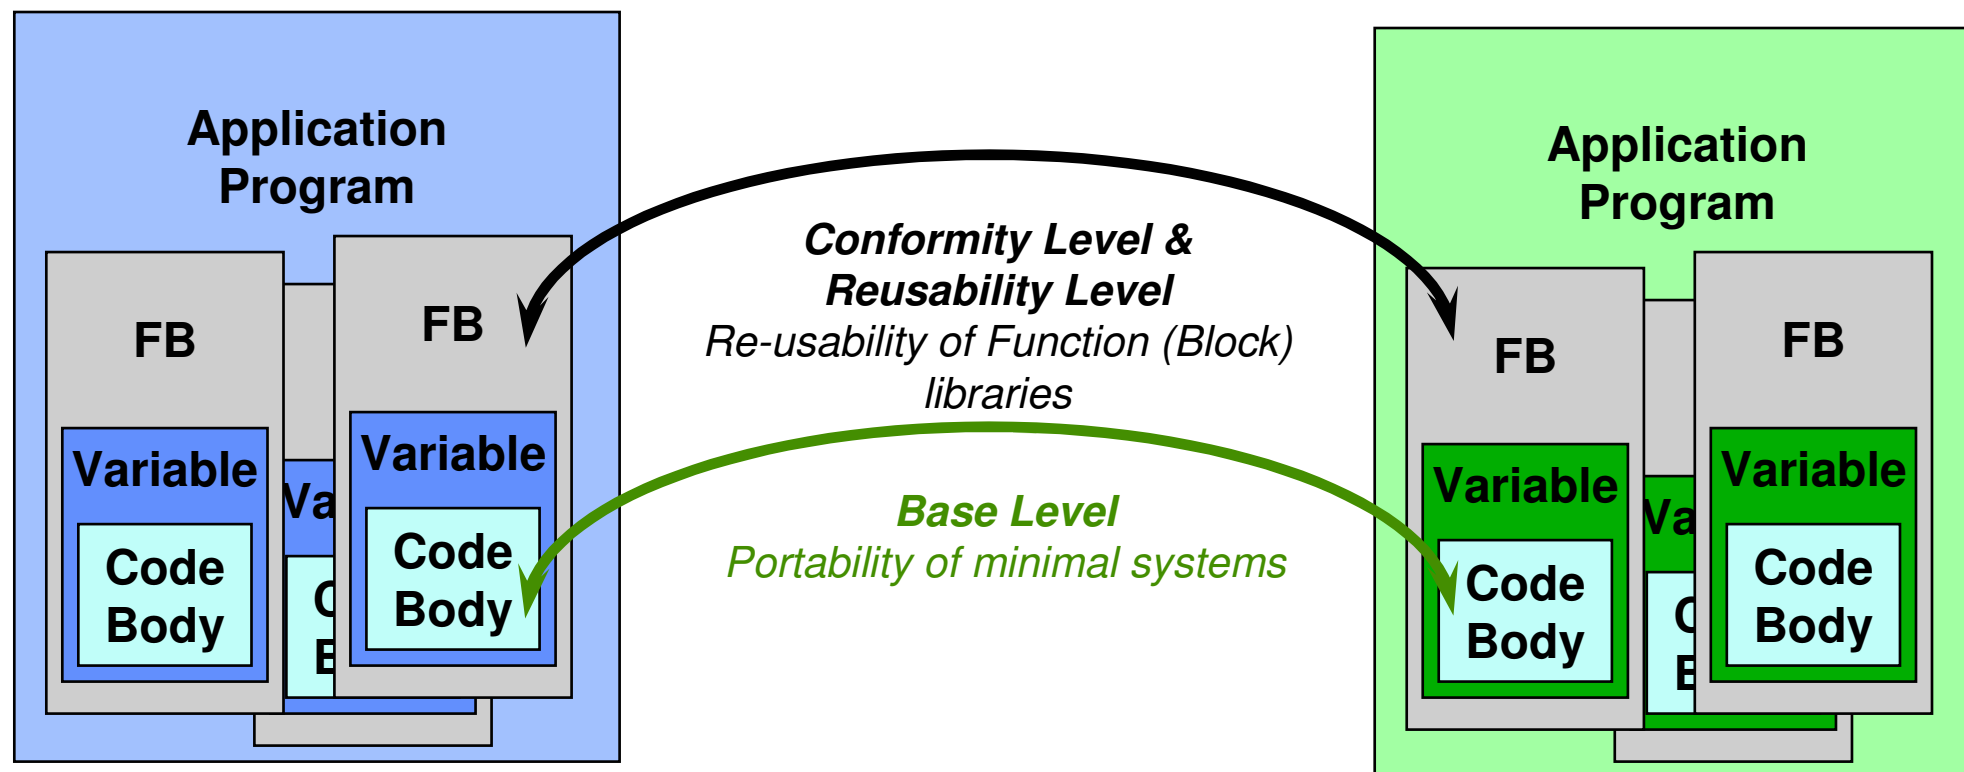 Application
Program
FB
Variable
Code
Body
FB
Variable
Code
Body
Conformity Level &
Reusability Level
Re-usability of Function (Block)
libraries
Base Level
Portability of minimal systems
Application
Program
FB
Variable
Code
Body
FB
Variable
Code
Body